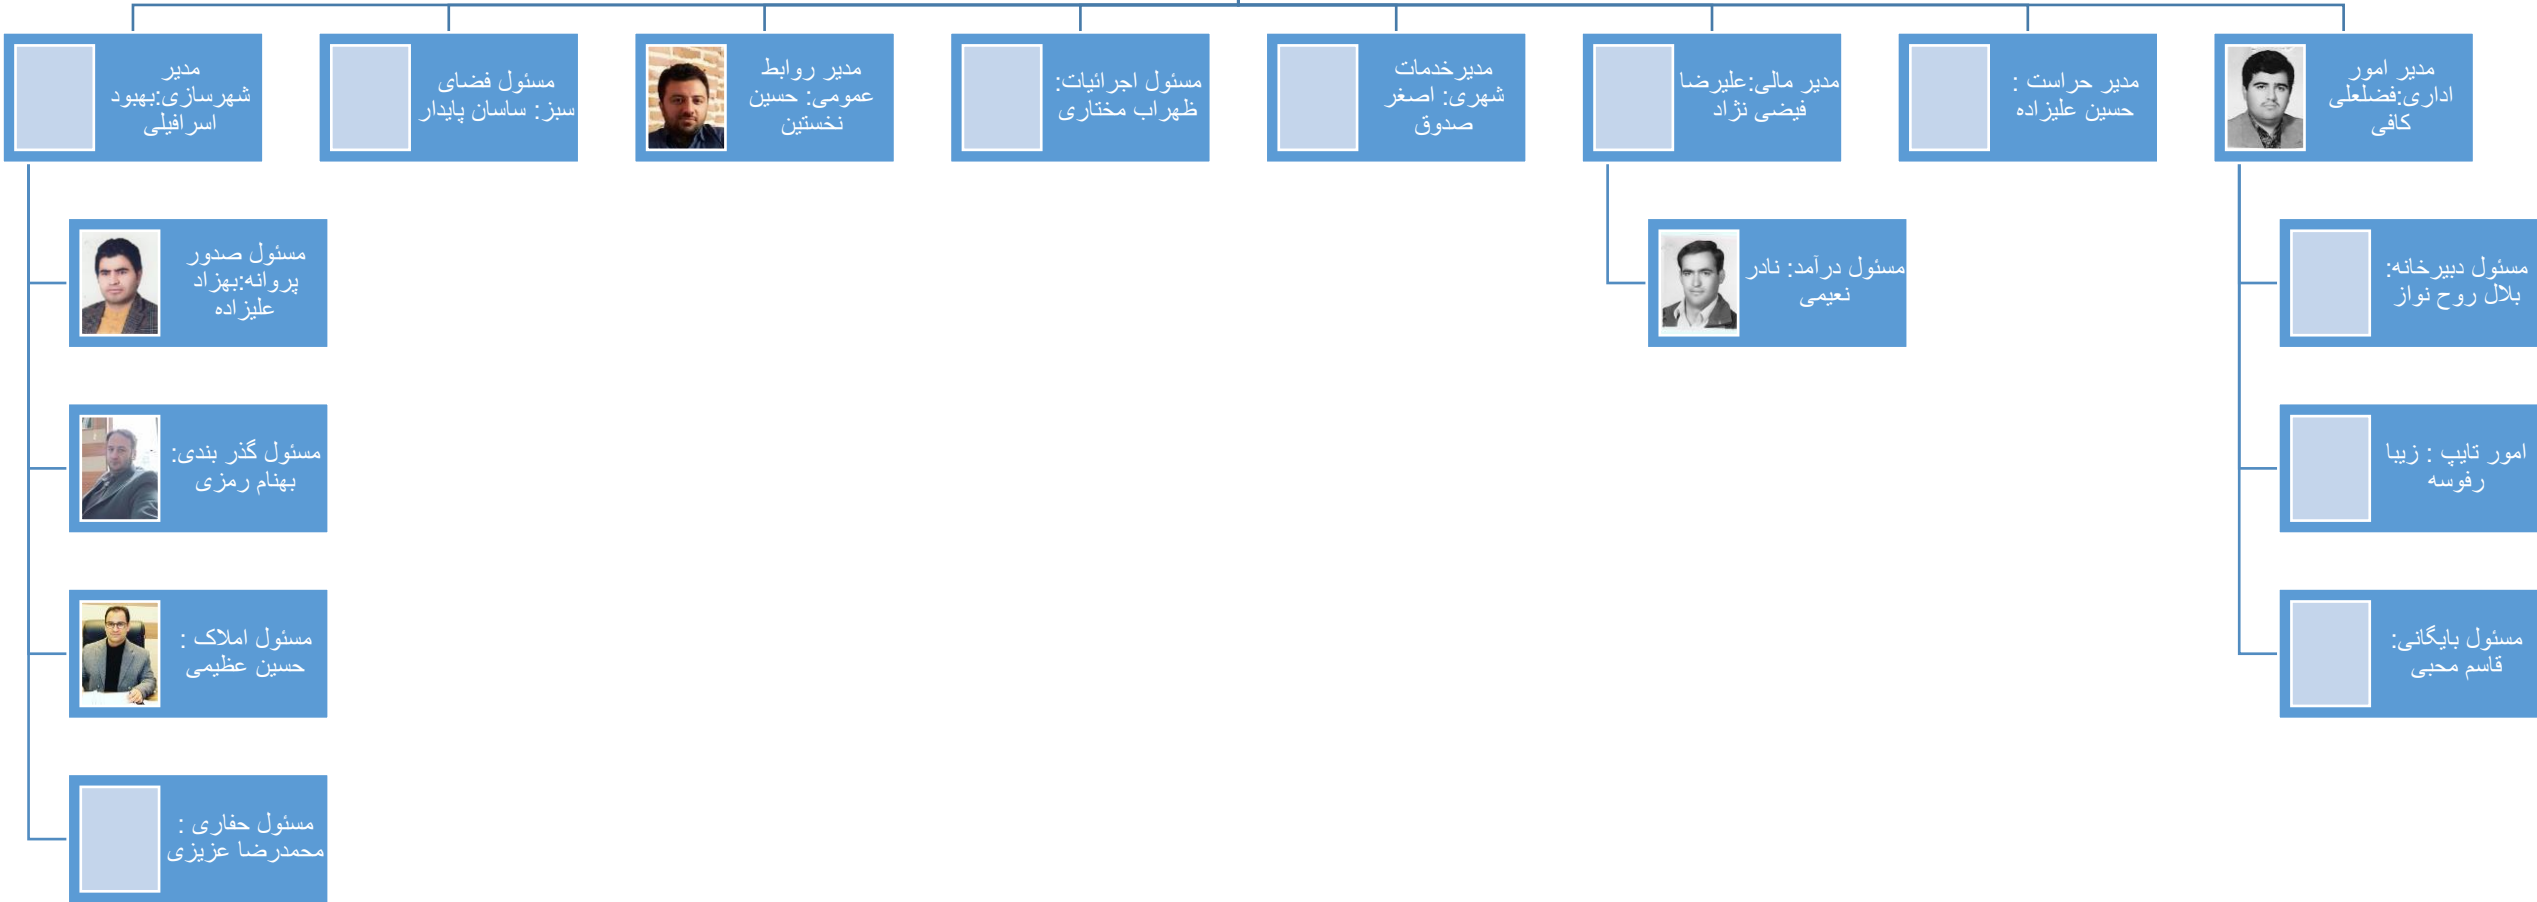 مدیر امور
اداری:فضلعلی
کافی
مدیر حراست :
حسین علیزاده
مدیر مالی:علیرضا
فیضی نژاد
مدیرخدمات
شهری: اصغر
صدوق
مسئول اجرائیات:
ظهراب مختاری
مدیر روابط
عمومی: حسین
نخستین
مسئول فضای
سبز: ساسان پایدار
مدیر
شهرسازی:بهبود
اسرافیلی
مسئول دبیرخانه:
بلال روح نواز
امور تایپ : زیبا
رفوسه
مسئول بایگانی:
قاسم محبی
مسئول درآمد: نادر
نعیمی
مسئول صدور
پروانه:بهزاد
علیزاده
مسئول گذر بندی:
بهنام رمزی
مسئول املاک :
حسین عظیمی
مسئول حفاری :
محمدرضا عزیزی